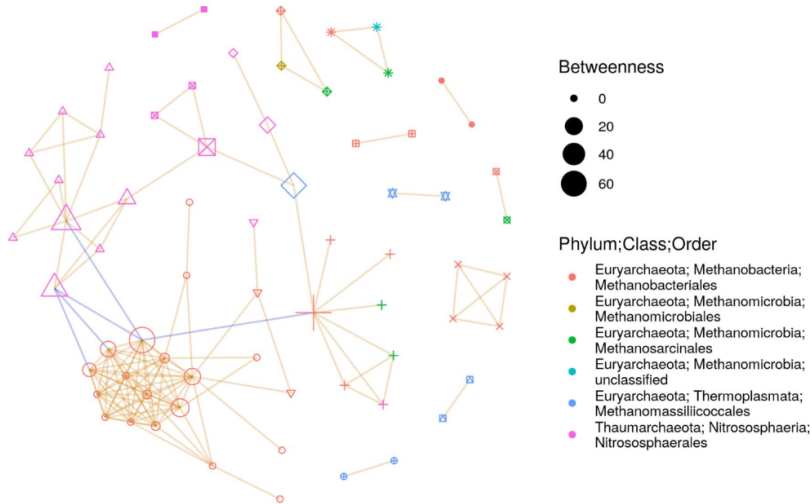 Betweenness
0
20
40
60
Phylum;Class;Order
Euryarchaeota; Methanobacteria;
Methanobacteriales
Euryarchaeota; Methanomicrobia;
Methanomicrobiales
Euryarchaeota; Methanomicrobia;
Methanosarcinales
Euryarchaeota; Methanomicrobia;
unclassified
Euryarchaeota; Thermoplasmata;
Methanomassiliicoccales
Thaumarchaeota; Nitrososphaeria;
Nitrososphaerales